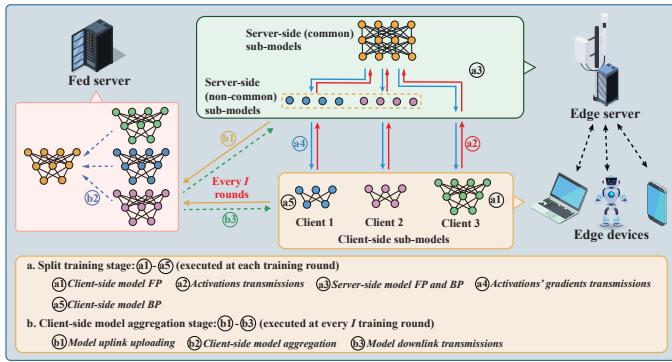 Fed server
Server-side (common)
sub-models
Server-side
(non-common)
sub-models
a3
Edge server
b1
a4
a2
b2
Every I
rounds
b3
a5
a1
Client 1
Client 2
Client 3
Client-side sub-models
Edge devices
a. Split training stage: a1 - a5 (executed at each training round)
a1 Client-side model FP a2 Activations transmissions a3 Server-side model FP and BP a4 Activations' gradients transmissions
a5 Client-side model BP
b. Client-side model aggregation stage: b1 - b3 (executed at every I training round)
b1 Model uplink uploading b2 Client-side model aggregation b3 Model downlink transmissions